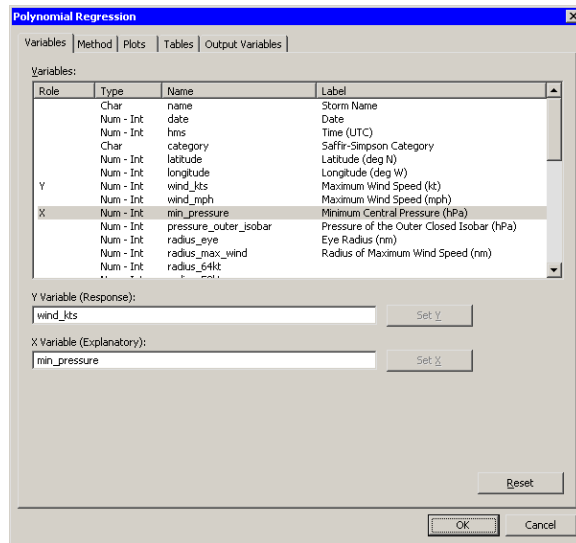 Polynomial Regression
Variables Method Plots Tables Output Variables
Variables:
Role Type Name Label
Char name Storm Name
Num - Int date Date
Num - Int hms Time (UTC)
Char category Saffir-Simpson Category
Num - Int latitude Latitude (deg N)
Num - Int longitude Longitude (deg W)
Y Num - Int wind_kts Maximum Wind Speed (kt)
Num - Int wind_mph Maximum Wind Speed (mph)
X Num - Int min_pressure Minimum Central Pressure (hPa)
Num - Int pressure_outer_isobar Pressure of the Outer Closed Isobar (hPa)
Num - Int radius_eye Eye Radius (nm)
Num - Int radius_max_wind Radius of Maximum Wind Speed (nm)
Num - Int radius_64kt
Y Variable (Response):
wind_kts Set Y
X Variable (Explanatory):
min_pressure Set X
Reset
OK Cancel